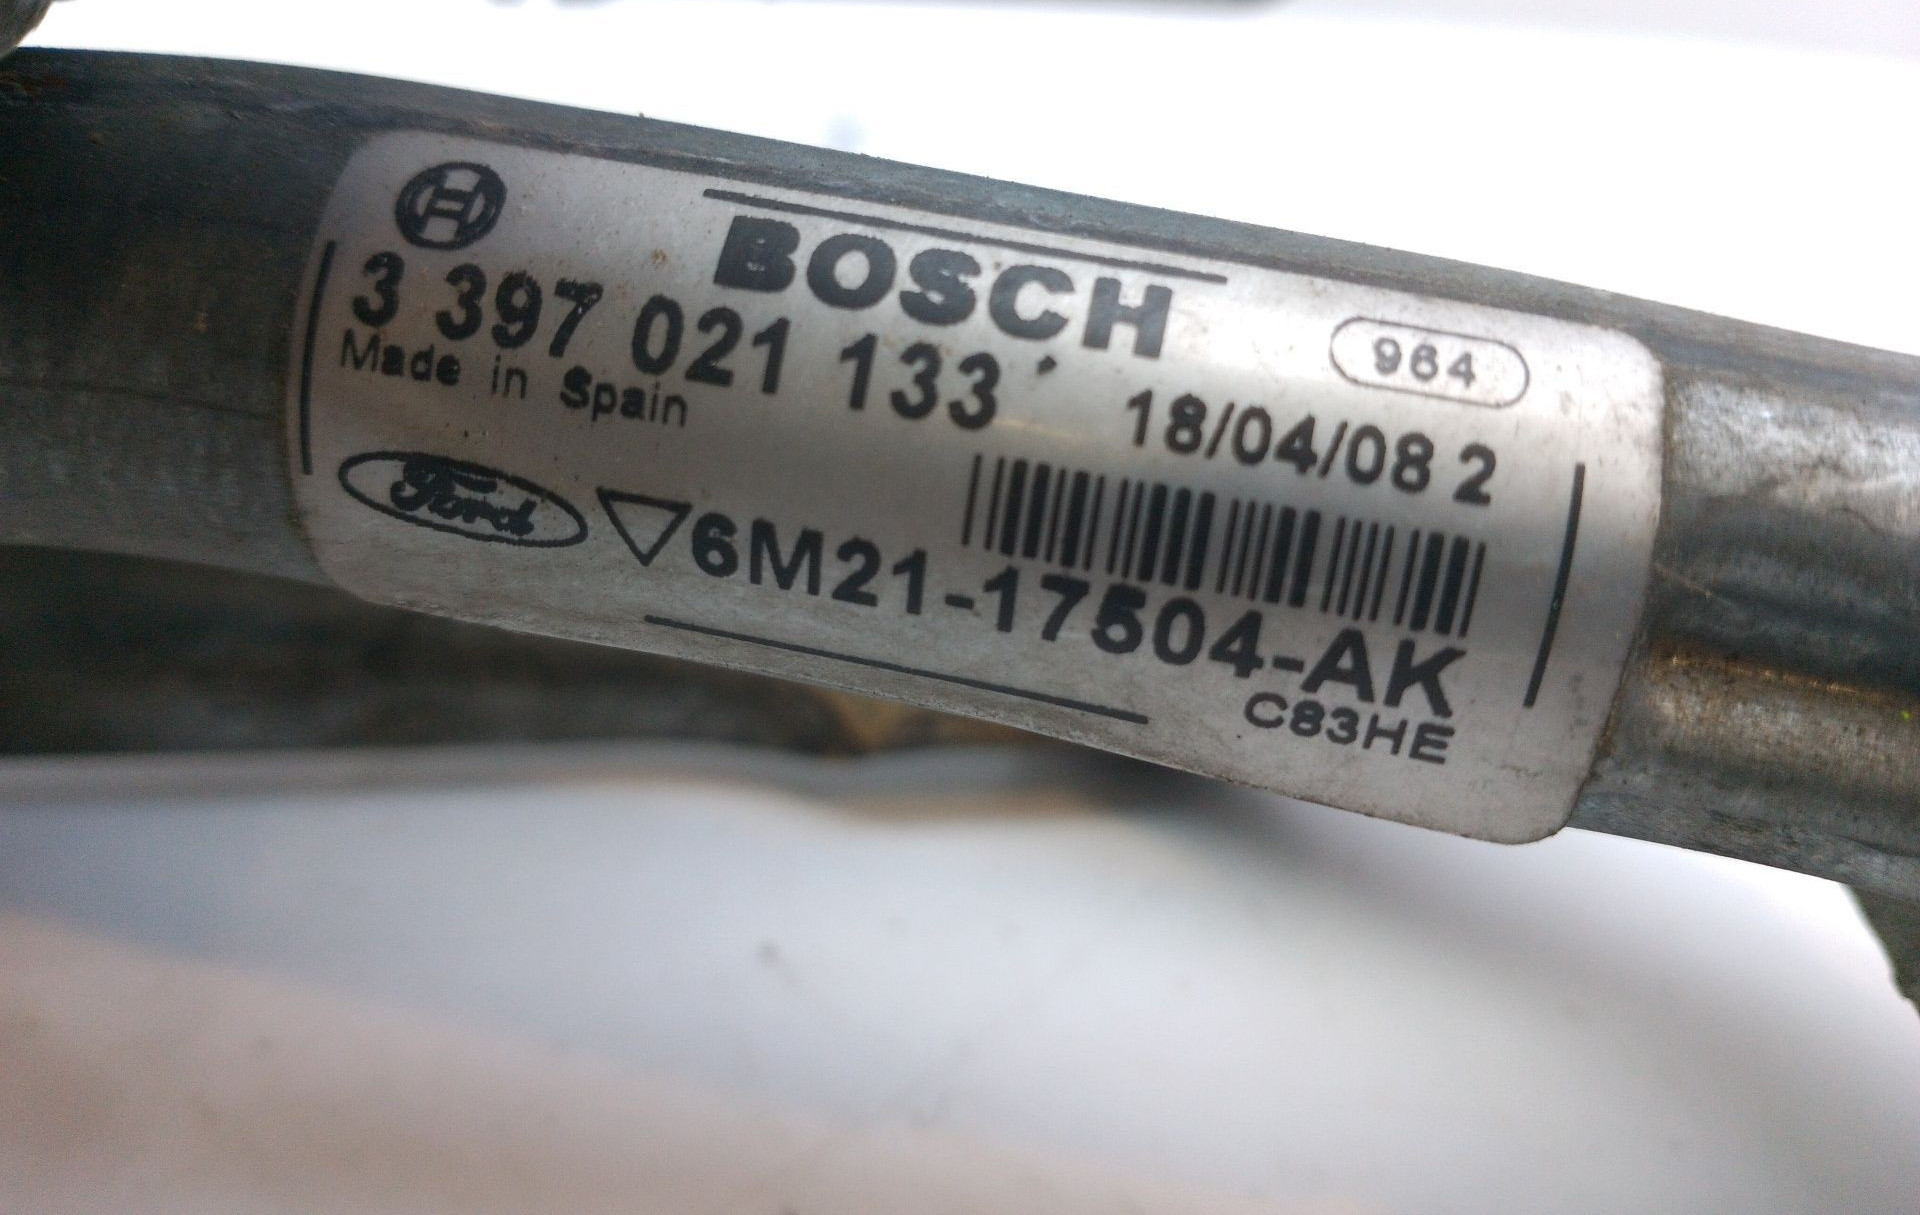 BOSCH
3 397 021 133
964
Made in Spain
18/04/08 2
Ford
6M21-17504-AK
C83HE